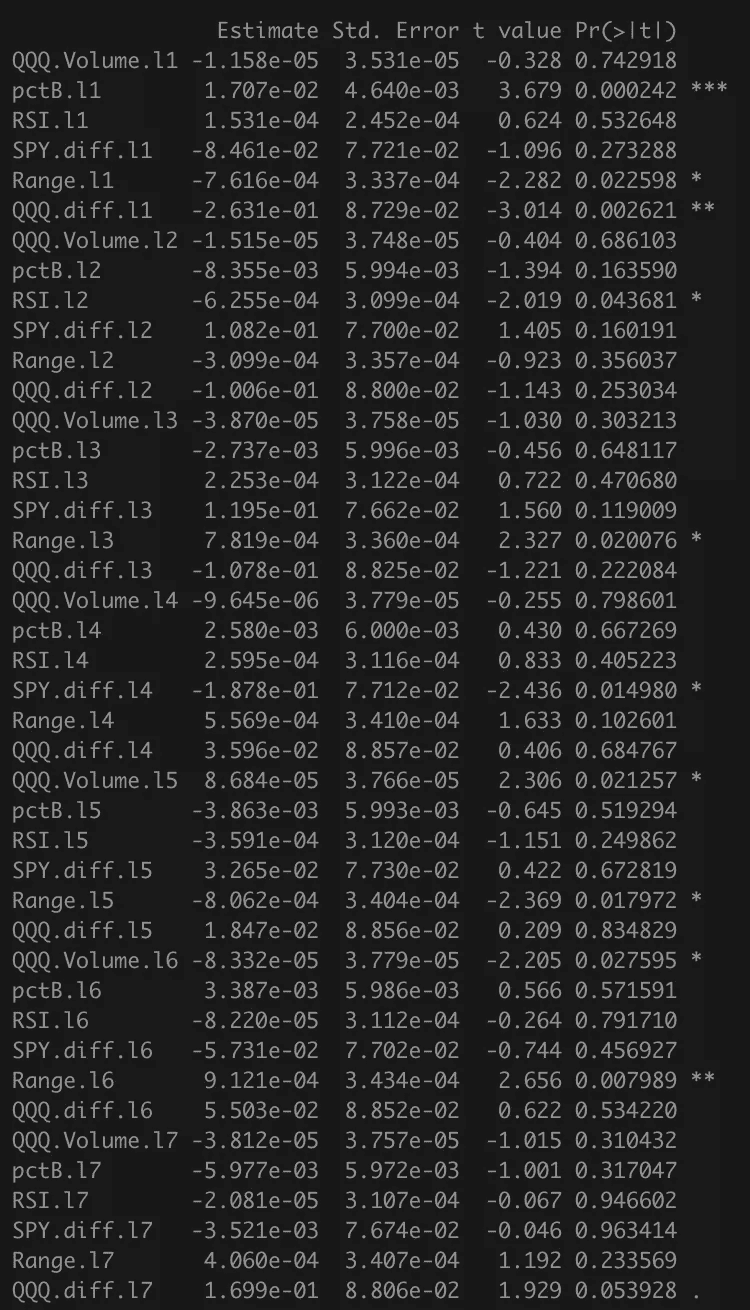 Estimate Std. Error t value Pr(>|t|)
QQQ.Volume.l1 -1.158e-05 3.531e-05 -0.328 0.742918
pctB.l1 1.707e-02 4.640e-03 3.679 0.000242 ***
RSI.l1 1.531e-04 2.452e-04 0.624 0.532648
SPY.diff.l1 -8.461e-02 7.721e-02 -1.096 0.273288
Range.l1 -7.616e-04 3.337e-04 -2.282 0.022598 *
QQQ.diff.l1 -2.631e-01 8.729e-02 -3.014 0.002621 **
QQQ.Volume.l2 -1.515e-05 3.748e-05 -0.404 0.686103
pctB.l2 -8.355e-03 5.994e-03 -1.394 0.163590
RSI.l2 -6.255e-04 3.099e-04 -2.019 0.043681 *
SPY.diff.l2 1.082e-01 7.700e-02 1.405 0.160191
Range.l2 -3.099e-04 3.357e-04 -0.923 0.356037
QQQ.diff.l2 -1.006e-01 8.800e-02 -1.143 0.253034
QQQ.Volume.l3 -3.870e-05 3.758e-05 -1.030 0.303213
pctB.l3 -2.737e-03 5.996e-03 -0.456 0.648117
RSI.l3 2.253e-04 3.122e-04 0.722 0.470680
SPY.diff.l3 1.195e-01 7.662e-02 1.560 0.119009
Range.l3 7.819e-04 3.360e-04 2.327 0.020076 *
QQQ.diff.l3 -1.078e-01 8.825e-02 -1.221 0.222084
QQQ.Volume.l4 -9.645e-06 3.779e-05 -0.255 0.798601
pctB.l4 2.580e-03 6.000e-03 0.430 0.667269
RSI.l4 2.595e-04 3.116e-04 0.833 0.405223
SPY.diff.l4 -1.878e-01 7.712e-02 -2.436 0.014980 *
Range.l4 5.569e-04 3.410e-04 1.633 0.102601
QQQ.diff.l4 3.596e-02 8.857e-02 0.406 0.684767
QQQ.Volume.l5 8.684e-05 3.766e-05 2.306 0.021257 *
pctB.l5 -3.863e-03 5.993e-03 -0.645 0.519294
RSI.l5 -3.591e-04 3.120e-04 -1.151 0.249862
SPY.diff.l5 3.265e-02 7.730e-02 0.422 0.672819
Range.l5 -8.062e-04 3.404e-04 -2.369 0.017972 *
QQQ.diff.l5 1.847e-02 8.856e-02 0.209 0.834829
QQQ.Volume.l6 -8.332e-05 3.779e-05 -2.205 0.027595 *
pctB.l6 3.387e-03 5.986e-03 0.566 0.571591
RSI.l6 -8.220e-05 3.112e-04 -0.264 0.791710
SPY.diff.l6 -5.731e-02 7.702e-02 -0.744 0.456927
Range.l6 9.121e-04 3.434e-04 2.656 0.007989 **
QQQ.diff.l6 5.503e-02 8.852e-02 0.622 0.534220
QQQ.Volume.l7 -3.812e-05 3.757e-05 -1.015 0.310432
pctB.l7 -5.977e-03 5.972e-03 -1.001 0.317047
RSI.l7 -2.081e-05 3.107e-04 -0.067 0.946602
SPY.diff.l7 -3.521e-03 7.674e-02 -0.046 0.963414
Range.l7 4.060e-04 3.407e-04 1.192 0.233569
QQQ.diff.l7 1.699e-01 8.806e-02 1.929 0.053928 .